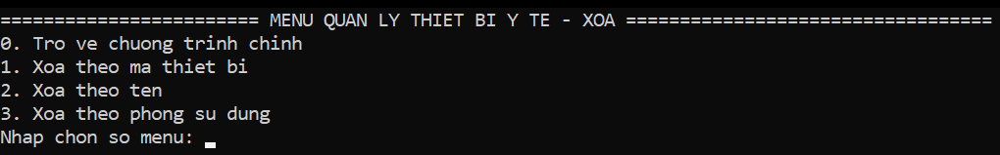 ======================== MENU QUAN LY THIET BI Y TE - XOA ==================================
0. Tro ve chuong trinh chinh
1. Xoa theo ma thiet bi
2. Xoa theo ten
3. Xoa theo phong su dung
Nhap chon so menu: